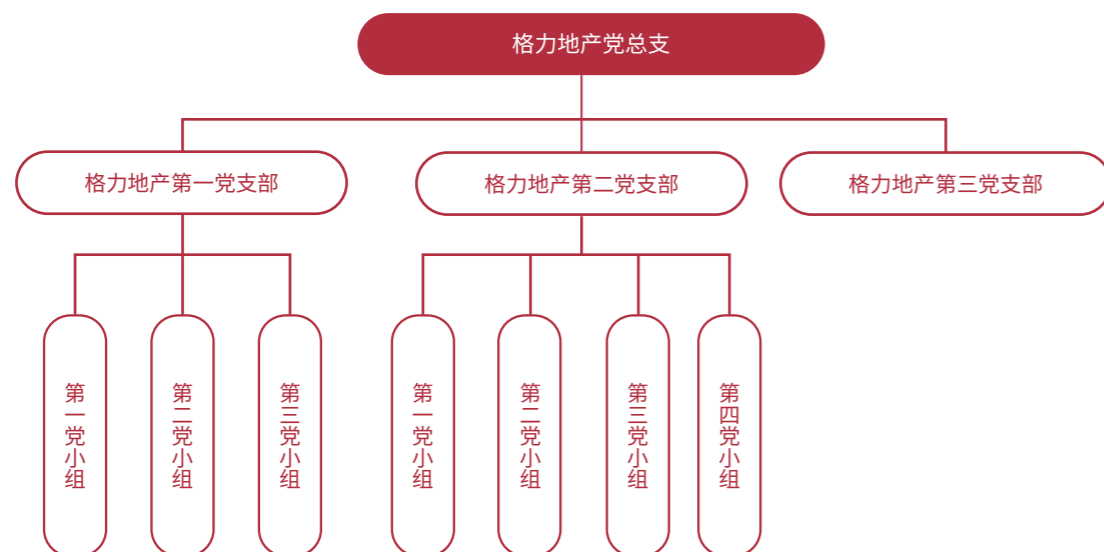 格力地产党总支
格力地产第一党支部
格力地产第二党支部
格力地产第三党支部
第一党小组
第二党小组
第三党小组
第一党小组
第二党小组
第三党小组
第四党小组